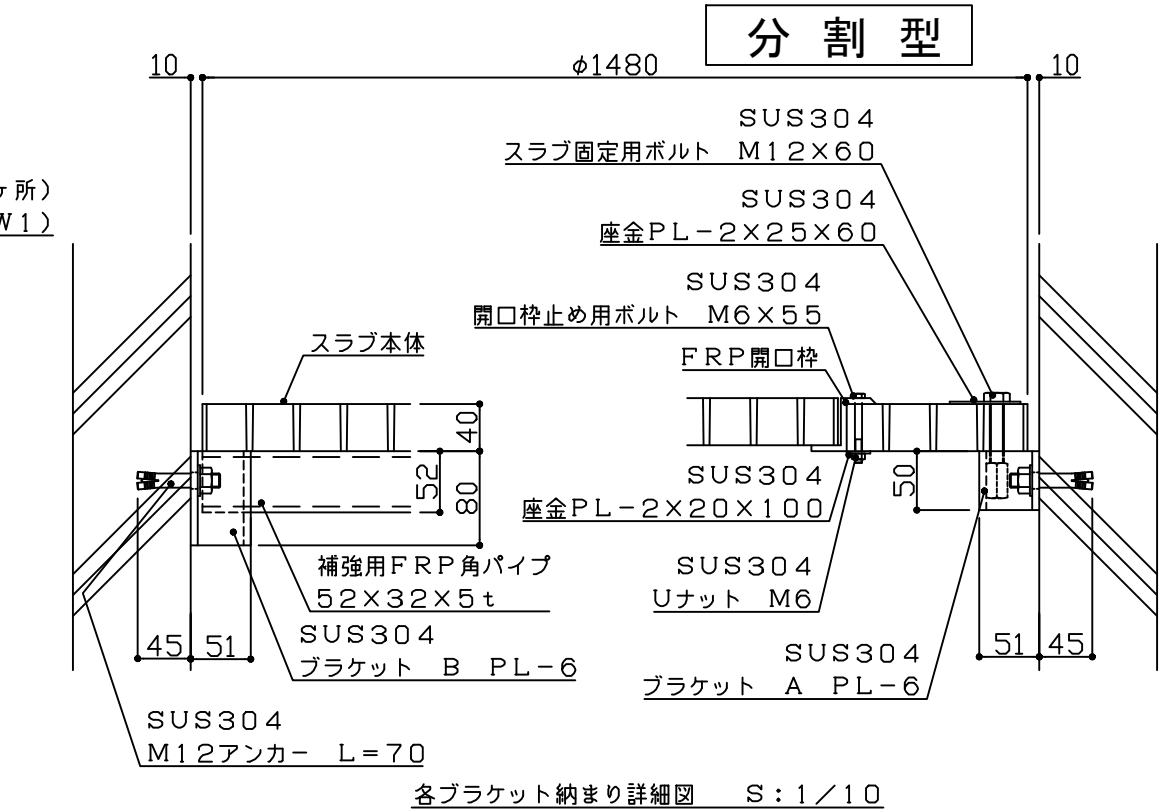 分割型
10
φ1480
10
SUS304
スラブ固定用ボルト M12×60
SUS304
座金PL-2×25×60
SUS304
開口枠止め用ボルト M6×55
FRP開口枠
ヶ所)
W1)
スラブ本体
40
52
80
50
SUS304
座金PL-2×20×100
補強用FRP角パイプ
52×32×5t
SUS304
Uナット M6
SUS304
ブラケット B PL-6
SUS304
ブラケット A PL-6
45
51
51
45
SUS304
M12アンカー L=70
各ブラケット納まり詳細図 S:1/10